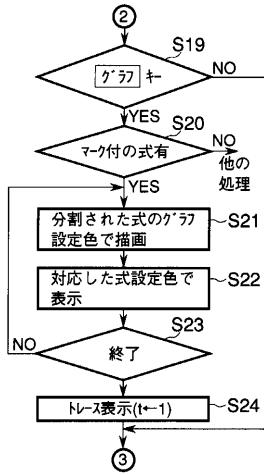 ②
S19
グラフ キー
NO
YES
S20
マーク付の式有
NO
他の
処理
YES
分割された式のグラフ
設定色で描画
S21
対応した式設定色で
表示
S22
S23
終了
NO
トレース表示(t←1)
S24
③